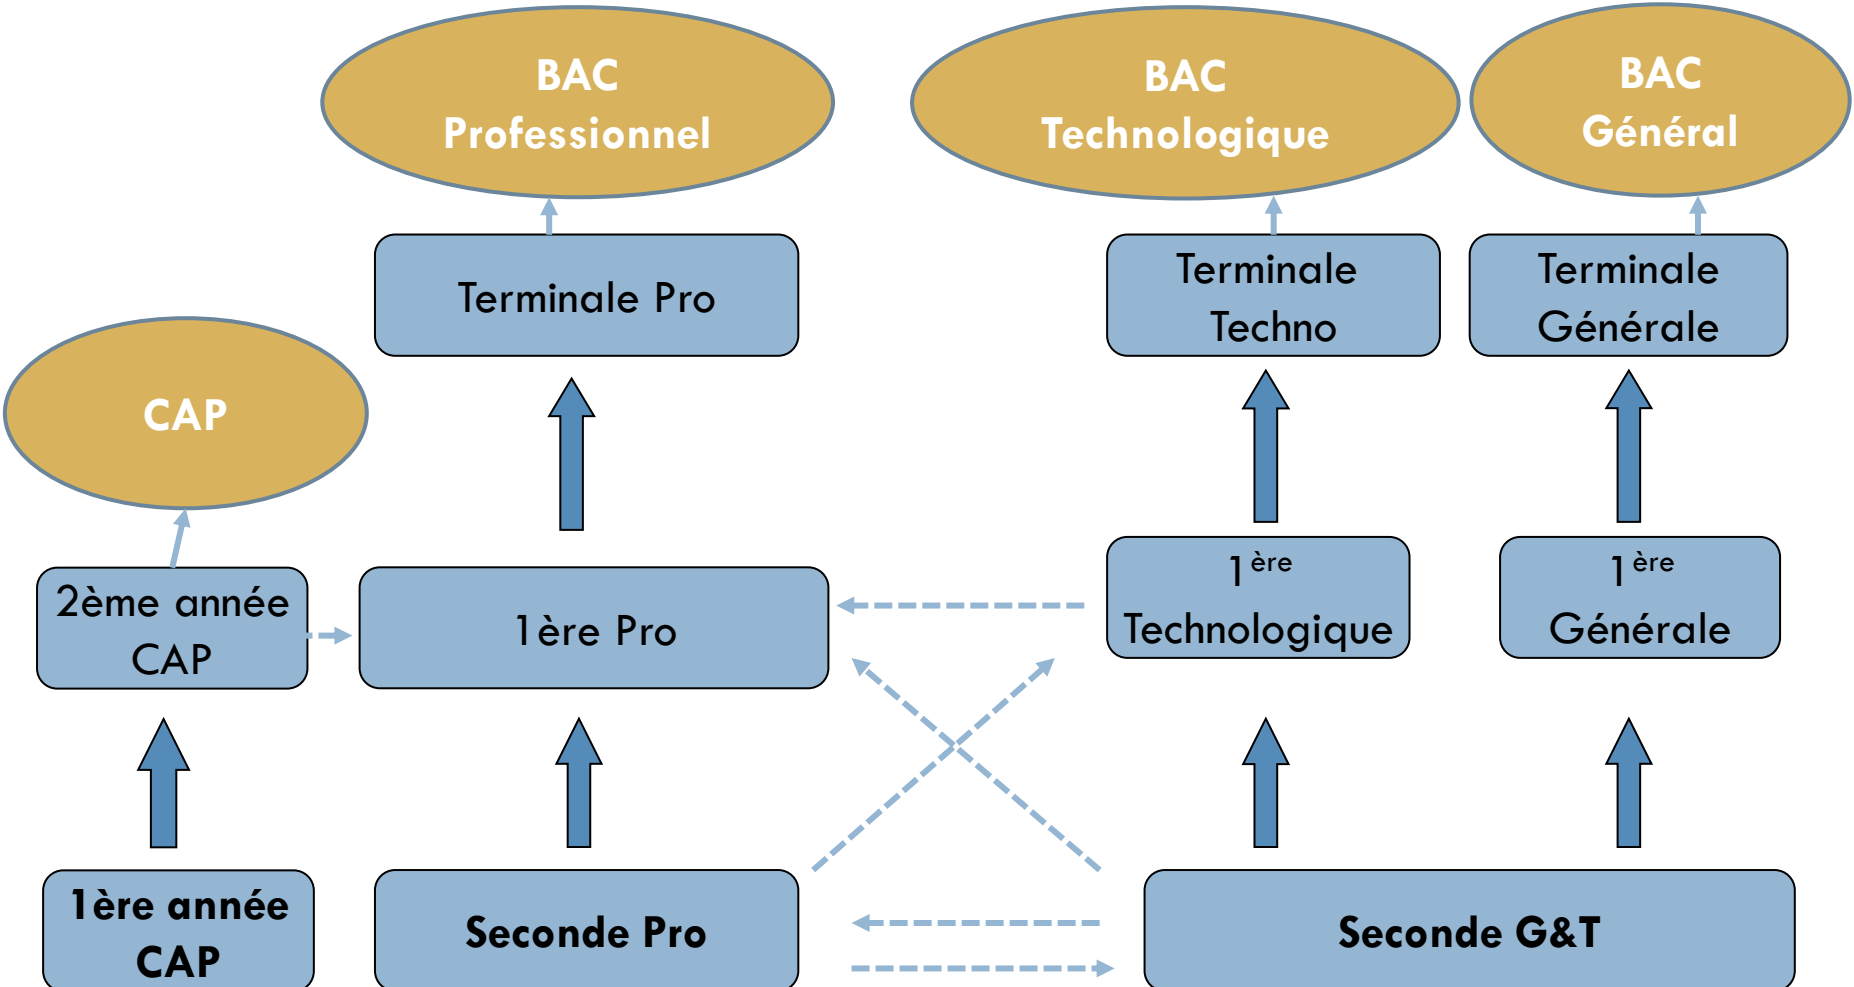 BAC
Professionnel
BAC
Technologique
BAC
Général
Terminale Pro
Terminale
Techno
Terminale
Générale
CAP
2ème année
CAP
1ère Pro
1ère
Technologique
1ère
Générale
1ère année
CAP
Seconde Pro
Seconde G&T